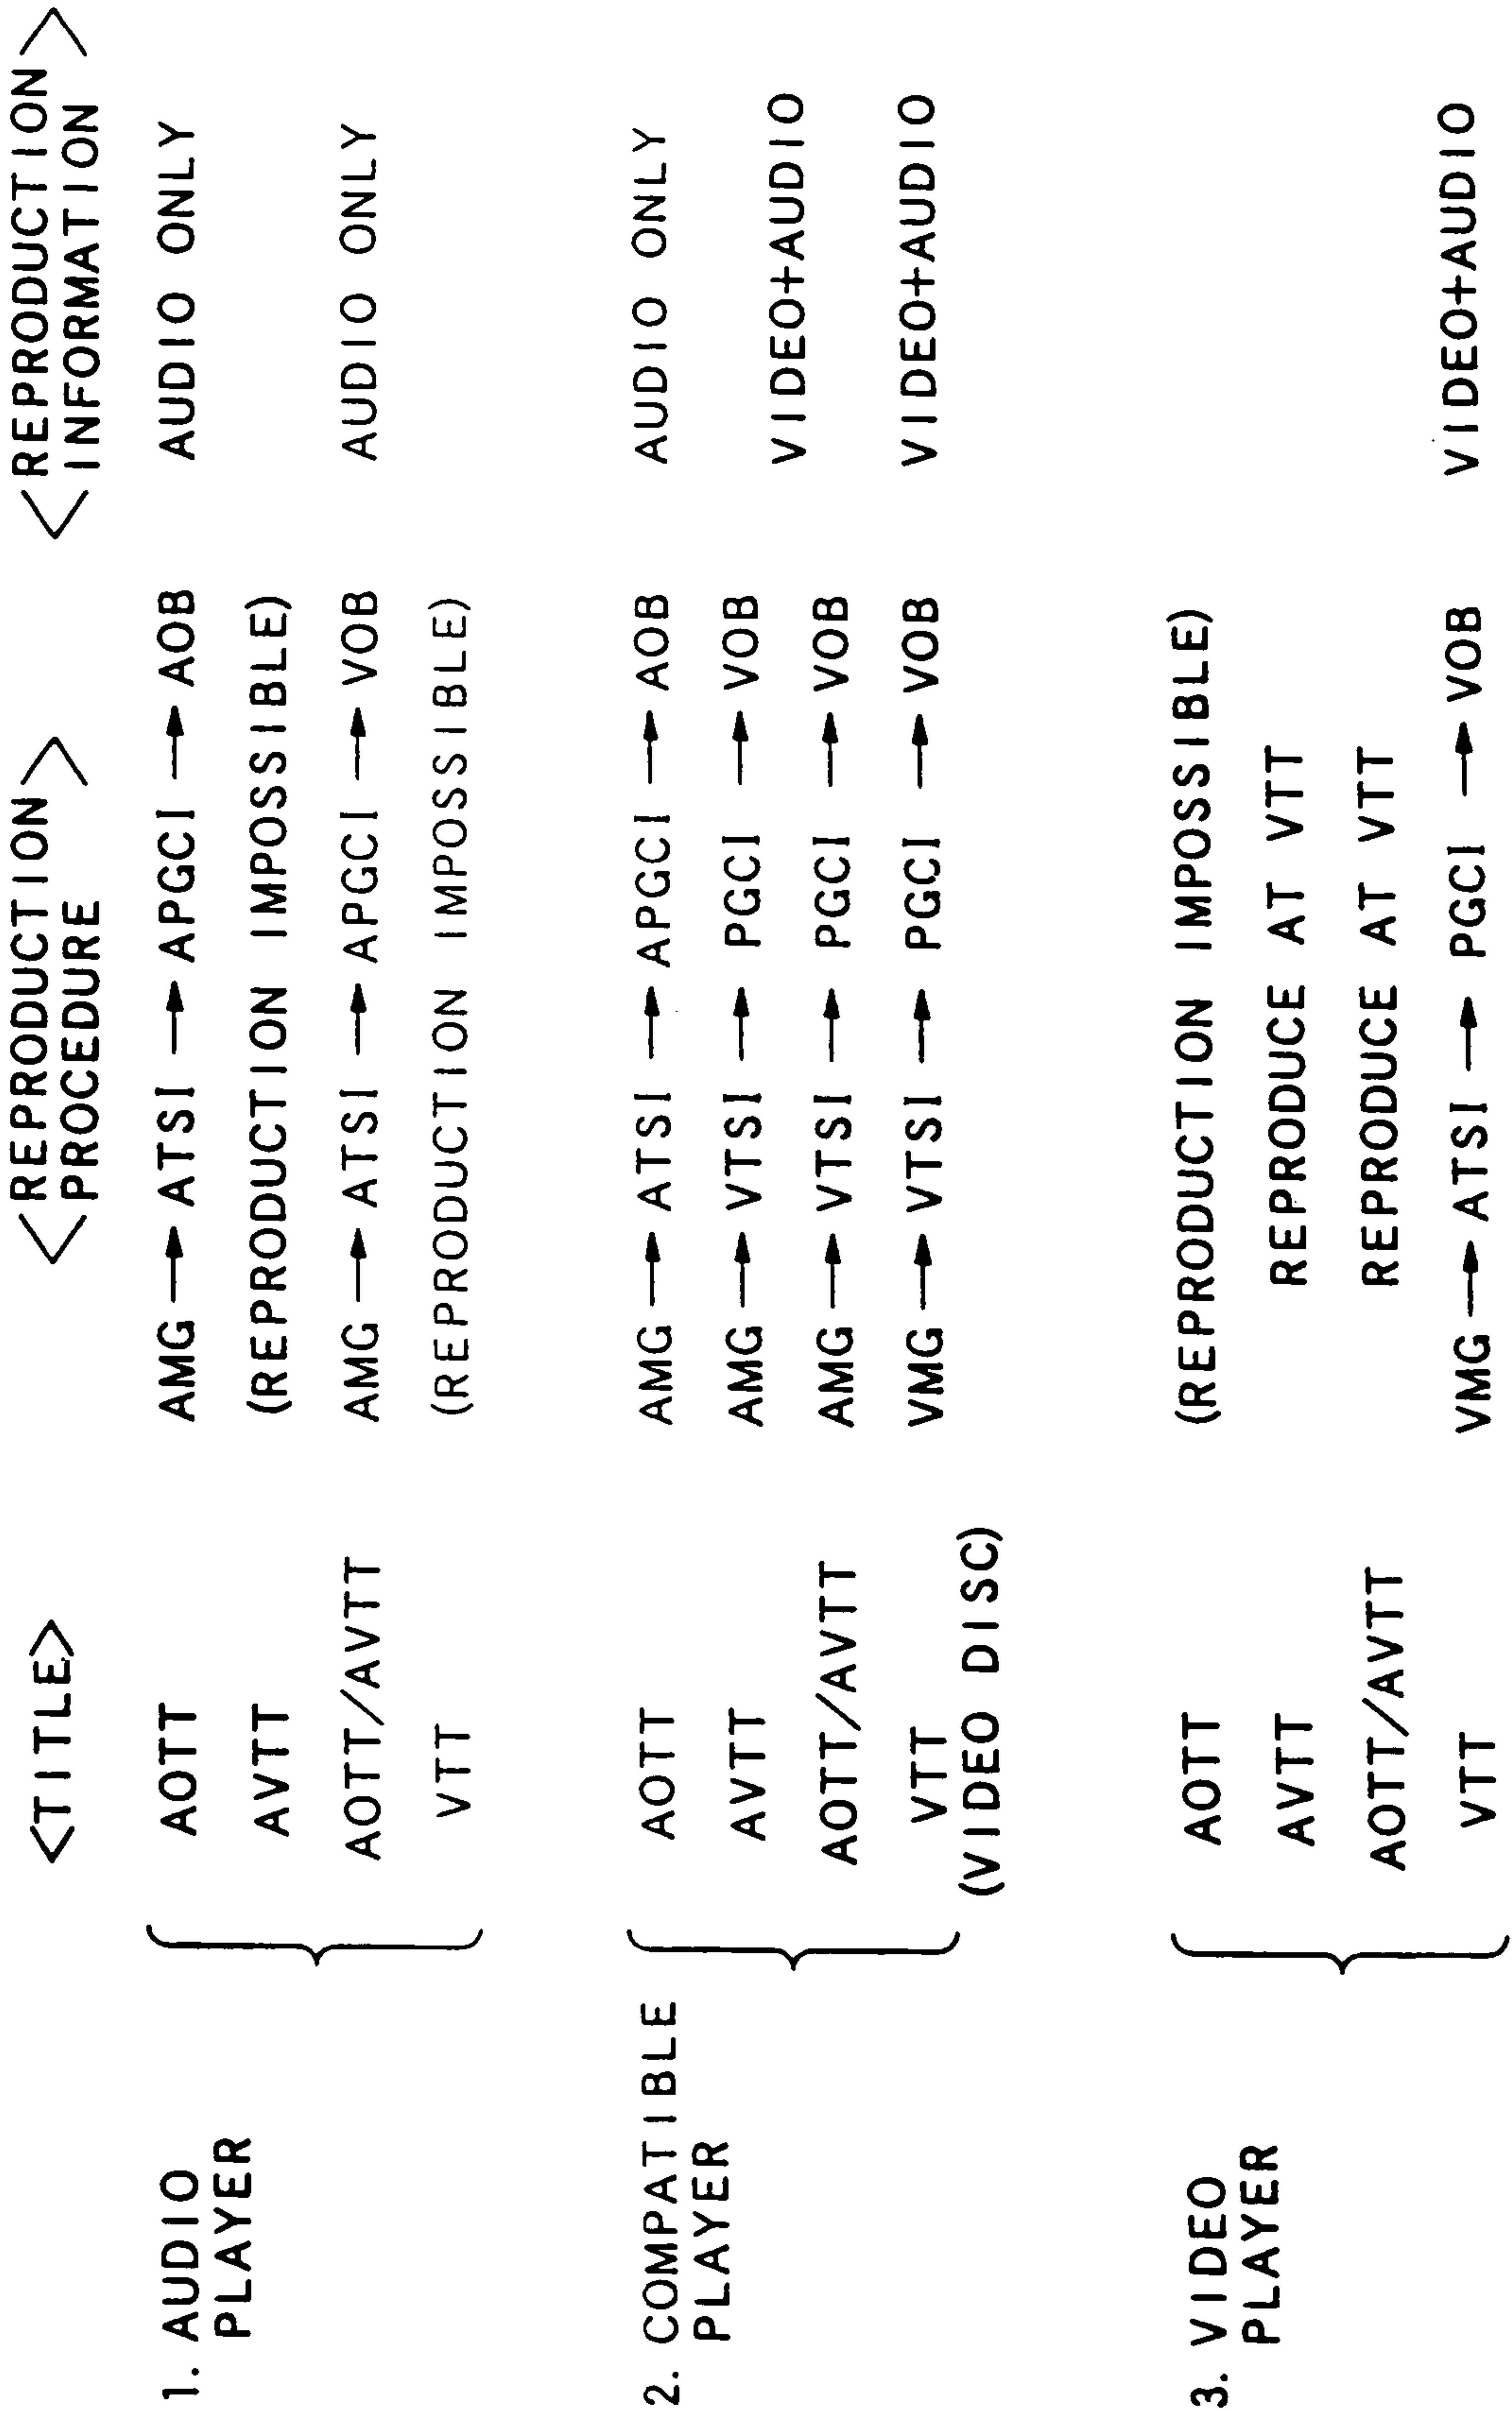 <TITLE>
<REPRODUCTION
PROCEDURE>
<REPRODUCTION
INFORMATION>
1. AUDIO
PLAYER
AOTT AMG → ATSI → APGCI → AOB AUDIO ONLY
AVTT (REPRODUCTION IMPOSSIBLE)
AOTT/AVTT AMG → ATSI → APGCI → VOB AUDIO ONLY
VTT (REPRODUCTION IMPOSSIBLE)
2. COMPATIBLE
PLAYER
AOTT AMG → ATSI → APGCI → AOB AUDIO ONLY
AVTT AMG → VTSI → PGCI → VOB
VIDEO+AUDIO
AOTT/AVTT AMG → VTSI → PGCI → VOB
VTT VMG → VTSI → PGCI → VOB VIDEO+AUDIO
(VIDEO DISC)
3. VIDEO
PLAYER
AOTT (REPRODUCTION IMPOSSIBLE)
AVTT REPRODUCE AT VTT
AOTT/AVTT REPRODUCE AT VTT
VTT VMG → ATSI → PGCI → VOB VIDEO+AUDIO